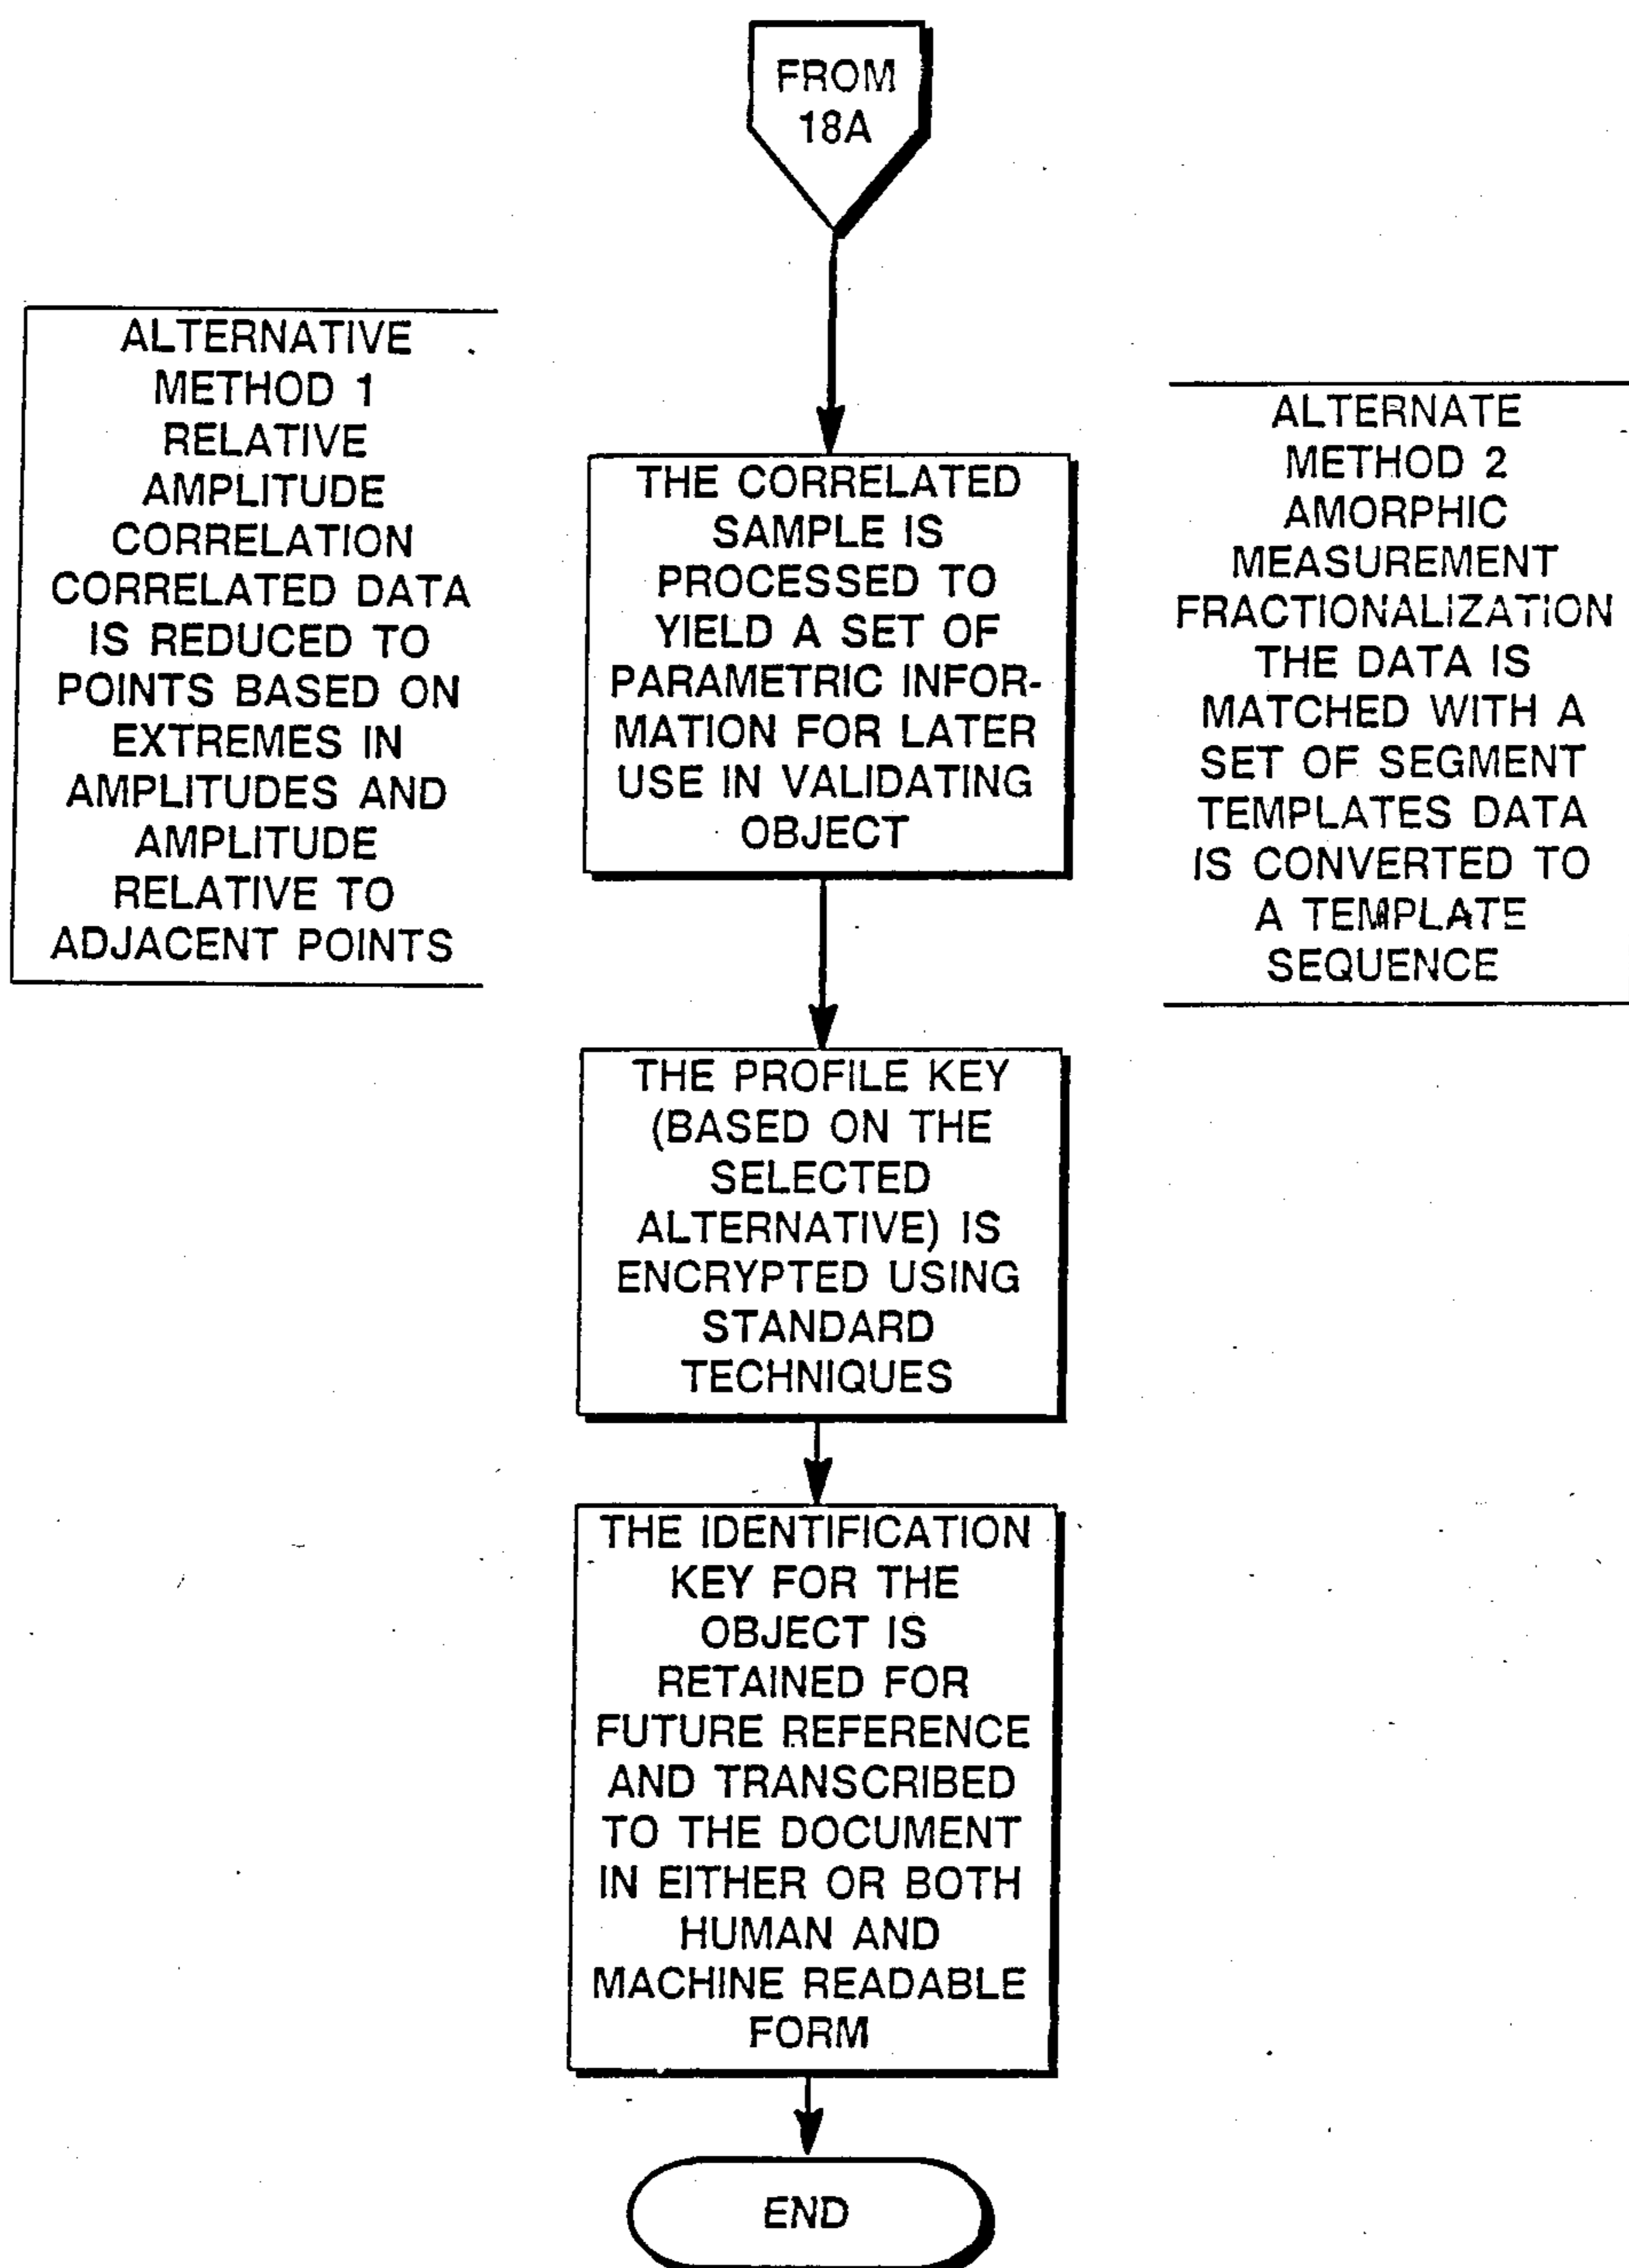 FROM
18A
ALTERNATIVE
METHOD 1
RELATIVE
AMPLITUDE
CORRELATION
CORRELATED DATA
IS REDUCED TO
POINTS BASED ON
EXTREMES IN
AMPLITUDES AND
AMPLITUDE
RELATIVE TO
ADJACENT POINTS
THE CORRELATED
SAMPLE IS
PROCESSED TO
YIELD A SET OF
PARAMETRIC INFOR-
MATION FOR LATER
USE IN VALIDATING
OBJECT
ALTERNATE
METHOD 2
AMORPHIC
MEASUREMENT
FRACTIONALIZATION
THE DATA IS
MATCHED WITH A
SET OF SEGMENT
TEMPLATES DATA
IS CONVERTED TO
A TEMPLATE
SEQUENCE
THE PROFILE KEY
(BASED ON THE
SELECTED
ALTERNATIVE) IS
ENCRYPTED USING
STANDARD
TECHNIQUES
THE IDENTIFICATION
KEY FOR THE
OBJECT IS
RETAINED FOR
FUTURE REFERENCE
AND TRANSCRIBED
TO THE DOCUMENT
IN EITHER OR BOTH
HUMAN AND
MACHINE READABLE
FORM
END